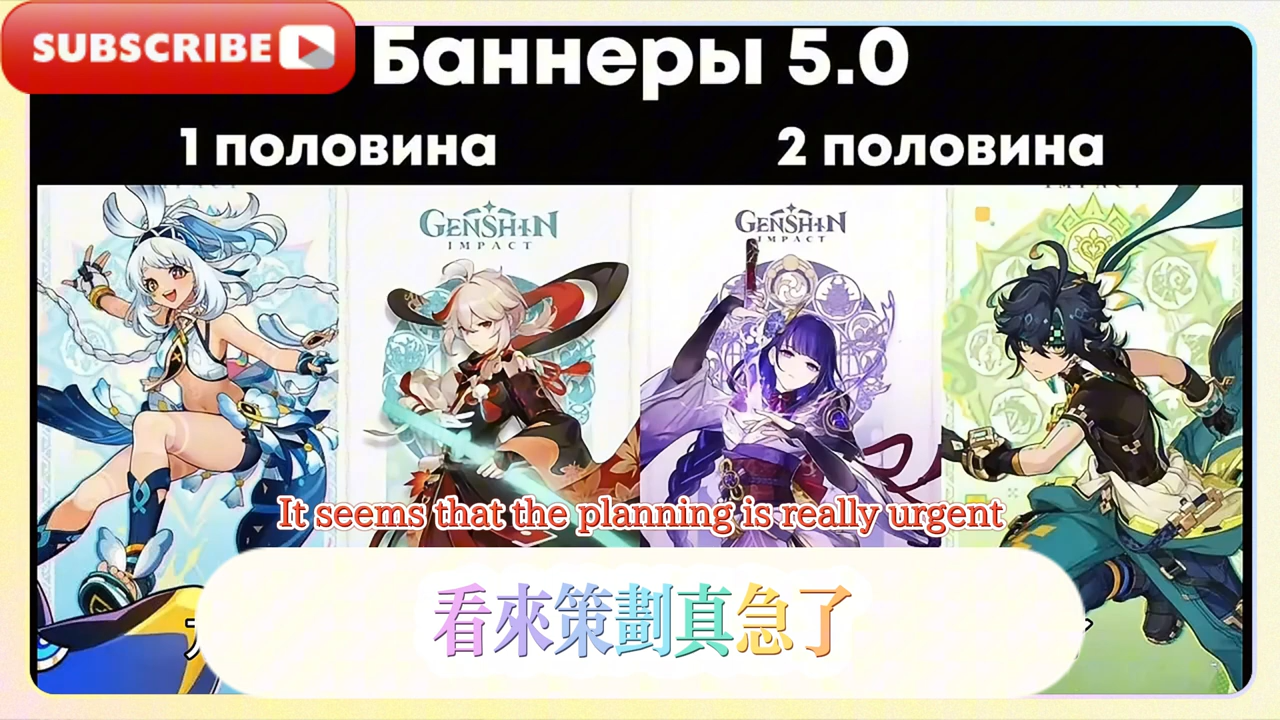 SUBSCRIBE
Баннеры 5.0
1 половина
2 половина
GENSHIN
IMPACT
GENSHIN
IMPACT
It seems that the planning is really urgent
看來策劃真急了